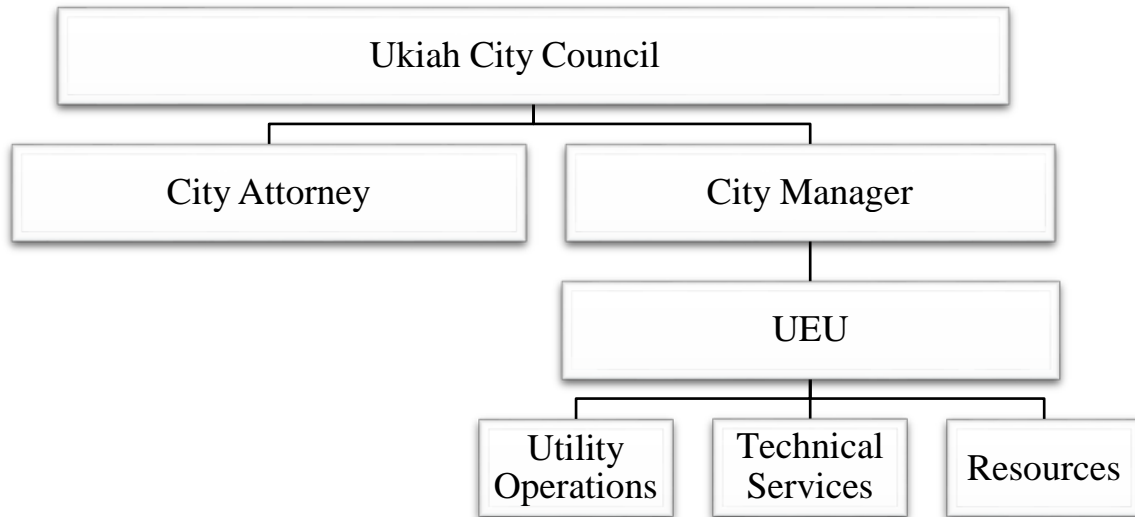 Ukiah City Council
City Attorney
City Manager
UEU
Utility
Operations
Technical
Services
Resources